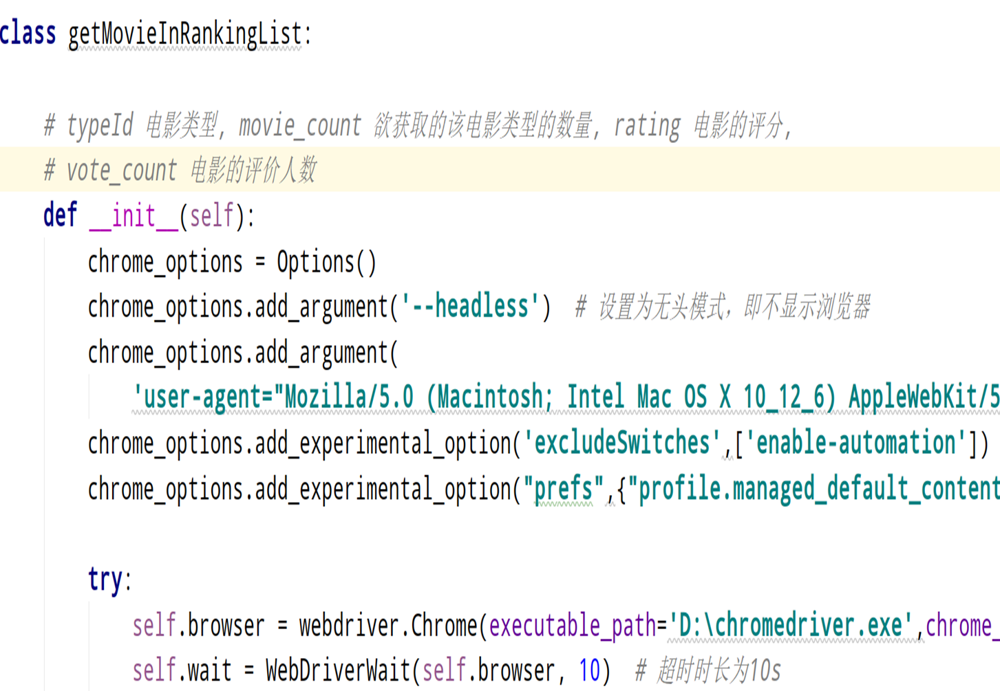 class getMovieInRankingList:
# typeId 电影类型, movie_count 欲获取的该电影类型的数量, rating 电影的评分,
# vote_count 电影的评价人数
def __init__(self):
chrome_options = Options()
chrome_options.add_argument('--headless')  # 设置为无头模式，即不显示浏览器
chrome_options.add_argument(
'user-agent="Mozilla/5.0 (Macintosh; Intel Mac OS X 10_12_6) AppleWebKit/5
chrome_options.add_experimental_option('excludeSwitches',['enable-automation'])
chrome_options.add_experimental_option("prefs",{"profile.managed_default_content
try:
self.browser = webdriver.Chrome(executable_path='D:\chromedriver.exe',chrome_
self.wait = WebDriverWait(self.browser, 10)  # 超时时长为10s